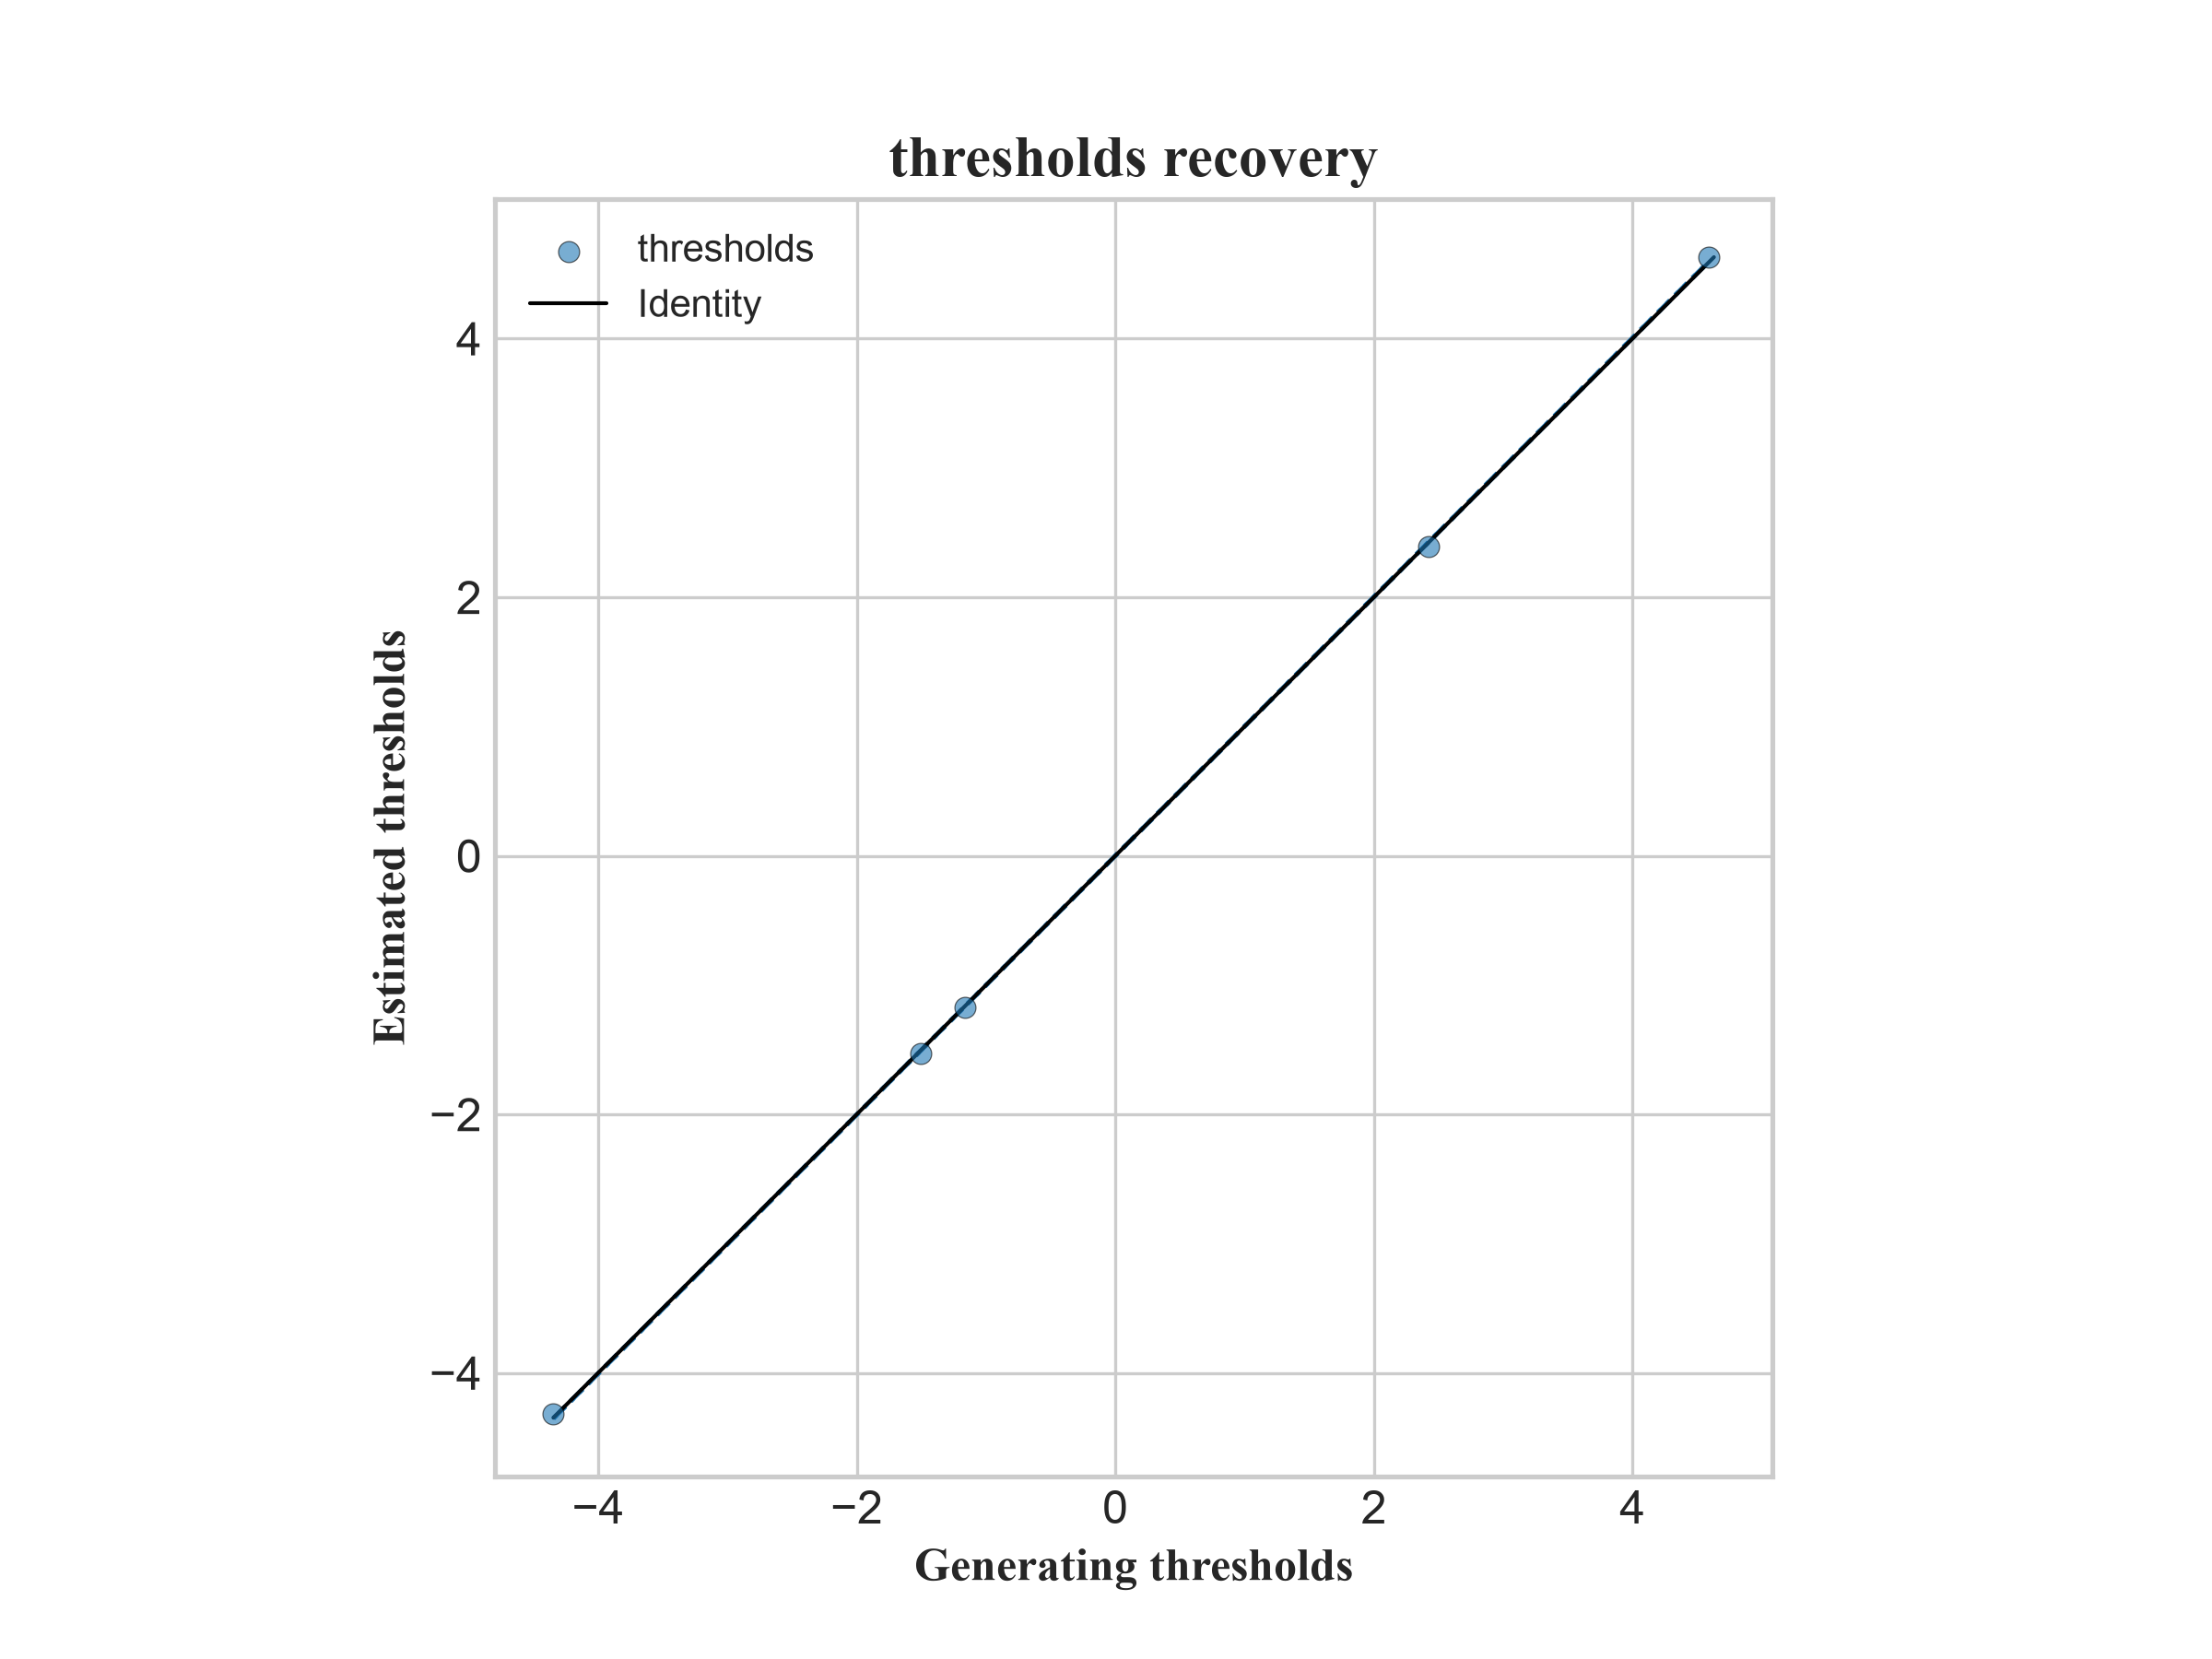 thresholds recovery
thresholds
Identity
4
2
0
−2
−4
Estimated thresholds
−4
−2
0
2
4
Generating thresholds